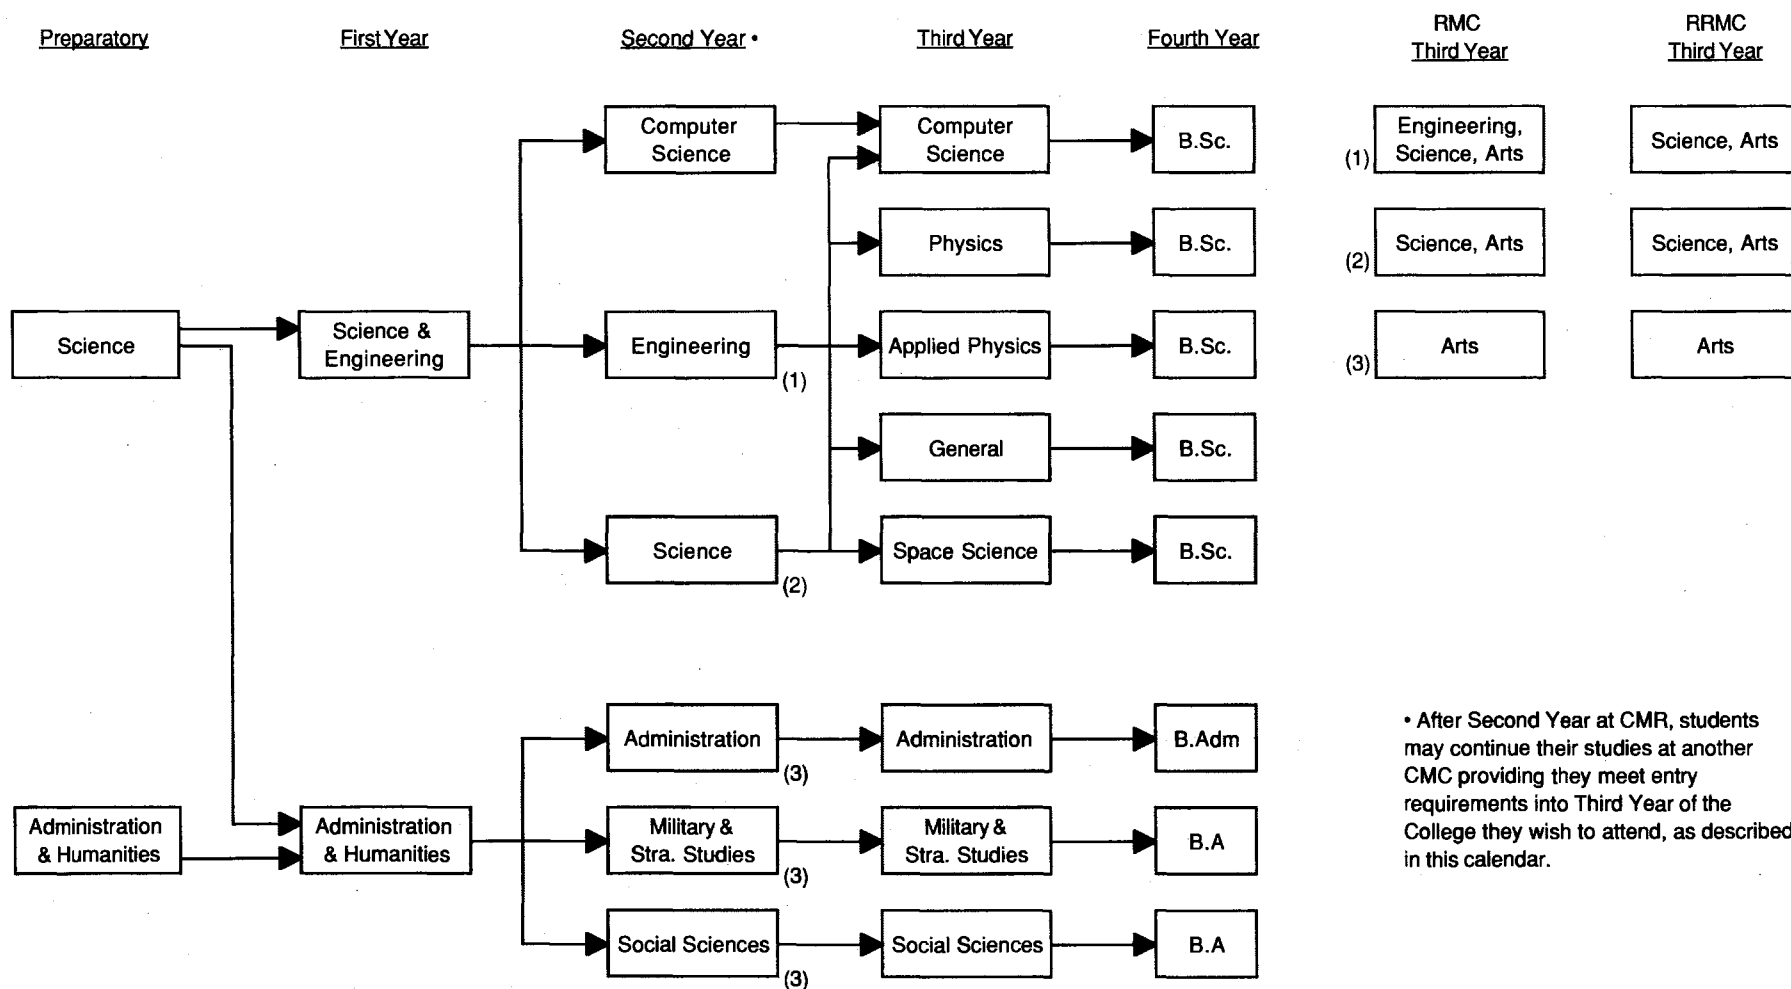 Preparatory
First Year
Second Year •
Third Year
Fourth Year
RMC
Third Year
RRMC
Third Year
Computer
Science
Computer
Science
B.Sc.
(1)
Engineering,
Science, Arts
Science, Arts
Physics
B.Sc.
(2)
Science, Arts
Science, Arts
Science
Science &
Engineering
Engineering
(1)
Applied Physics
B.Sc.
(3)
Arts
Arts
General
B.Sc.
Science
(2)
Space Science
B.Sc.
Administration
(3)
Administration
B.Adm
Administration
& Humanities
Administration
& Humanities
Military &
Stra. Studies
(3)
Military &
Stra. Studies
B.A
Social Sciences
(3)
Social Sciences
B.A
• After Second Year at CMR, students
may continue their studies at another
CMC providing they meet entry
requirements into Third Year of the
College they wish to attend, as described
in this calendar.